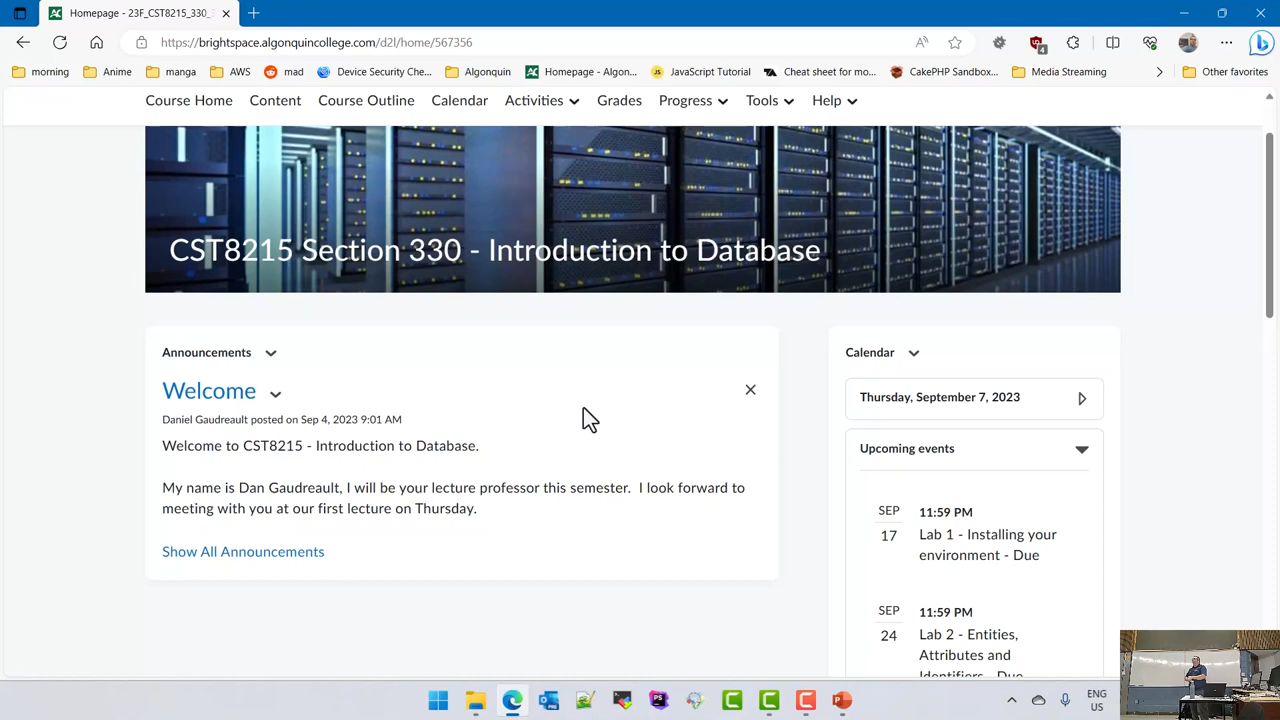 Homepage - 23F_CST8215_330_
https://brightspace.algonquincollege.com/d2l/home/567356
4
morning
Anime
manga
AWS
mad
Device Security Che...
Algonquin
Homepage - Algon...
JavaScript Tutorial
Cheat sheet for mo...
CakePHP Sandbox...
Media Streaming
Other favorites
Course Home
Content
Course Outline
Calendar
Activities
Grades
Progress
Tools
Help
CST8215 Section 330 - Introduction to Database
Announcements
Welcome
Daniel Gaudreault posted on Sep 4, 2023 9:01 AM
Welcome to CST8215 - Introduction to Database.
My name is Dan Gaudreault, I will be your lecture professor this semester. I look forward to
meeting with you at our first lecture on Thursday.
Show All Announcements
Calendar
Thursday, September 7, 2023
Upcoming events
SEP
17
11:59 PM
Lab 1 - Installing your
environment - Due
SEP
24
11:59 PM
Lab 2 - Entities,
Attributes and
Identifiers - Due
ENG
US